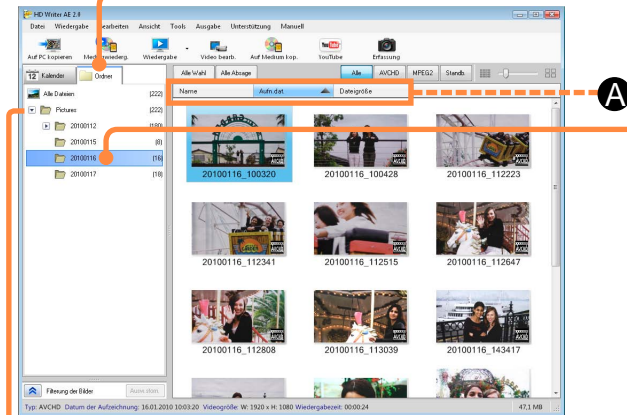 HD Writer AE 2.0
Datei Wiedergabe Bearbeiten Ansicht Tools Ausgabe Unterstützung Manuell
Auf PC kopieren Medienwiederg. Wiedergabe Video bearb. Auf Medium kop. YouTube Erfassung
12 Kalender Ordner Alle Wahl Alle Absage Alle AVCHD MPEG2 Standb.
Alle Dateien [222] Name Aufn.dat Dateigröße A
Pictures [222]
20100112 [180]
20100115 [8]
20100116 [16]
20100117 [18]
20100116_100320 20100116_100428 20100116_112223
20100116_112341 20100116_112515 20100116_112647
20100116_112808 20100116_113039 20100116_143417
Filterung der Bilder
Typ: AVCHD Datum der Aufzeichnung: 16.01.2010 10:03:20 Videogröße: W: 1920 x H: 1080 Wiedergabezeit: 00:00:24 47,1 MB